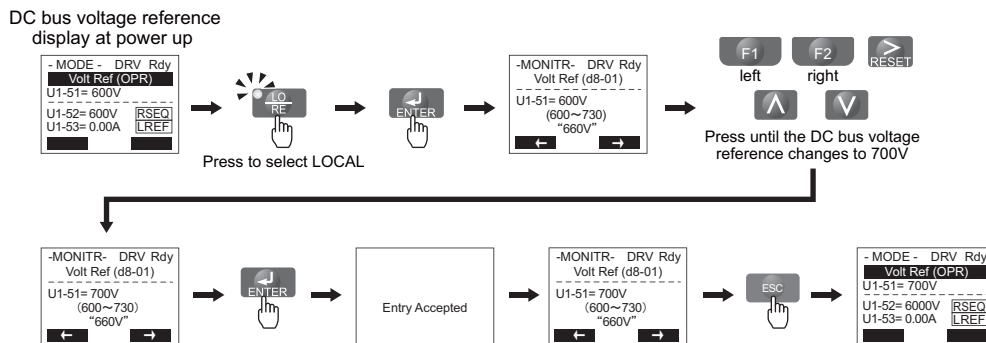 DC bus voltage reference
display at power up
- MODE - DRV Rdy
Volt Ref (OPR)
U1-51= 600V
U1-52= 600V RSEQ
U1-53= 0.00A LREF
LO
RE
Press to select LOCAL
ENTER
-MONITR- DRV Rdy
Volt Ref (d8-01)
U1-51= 600V
(600～730)
“660V”
← →
F1 F2 > RESET
left right
∧ ∨
Press until the DC bus voltage
reference changes to 700V
-MONITR- DRV Rdy
Volt Ref (d8-01)
U1-51= 700V
(600～730)
“660V”
← →
ENTER
Entry Accepted
-MONITR- DRV Rdy
Volt Ref (d8-01)
U1-51= 700V
(600～730)
“660V”
← →
ESC
- MODE - DRV Rdy
Volt Ref (OPR)
U1-51= 700V
U1-52= 6000V RSEQ
U1-53= 0.00A LREF